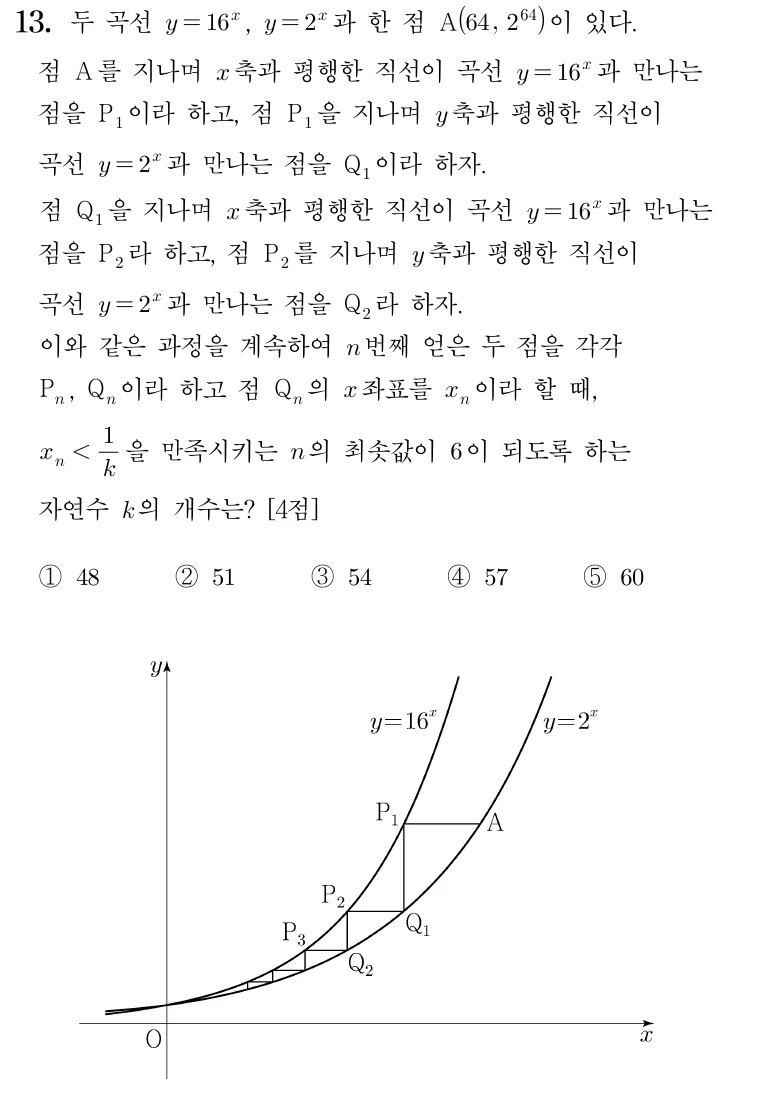 13. 두 곡선 y=16^x, y=2^x과 한 점 A(64, 2^64)이 있다.
점 A를 지나며 x축과 평행한 직선이 곡선 y=16^x과 만나는
점을 P₁이라 하고, 점 P₁을 지나며 y축과 평행한 직선이
곡선 y=2^x과 만나는 점을 Q₁이라 하자.
점 Q₁을 지나며 x축과 평행한 직선이 곡선 y=16^x과 만나는
점을 P₂라 하고, 점 P₂를 지나며 y축과 평행한 직선이
곡선 y=2^x과 만나는 점을 Q₂라 하자.
이와 같은 과정을 계속하여 n번째 얻은 두 점을 각각
Pₙ, Qₙ이라 하고 점 Qₙ의 x좌표를 xₙ이라 할 때,
xₙ < 1/k 을 만족시키는 n의 최솟값이 6이 되도록 하는
자연수 k의 개수는? [4점]
① 48 ② 51 ③ 54 ④ 57 ⑤ 60
y
y=16^x y=2^x
P₁ A
P₂ Q₁
P₃ Q₂
O x